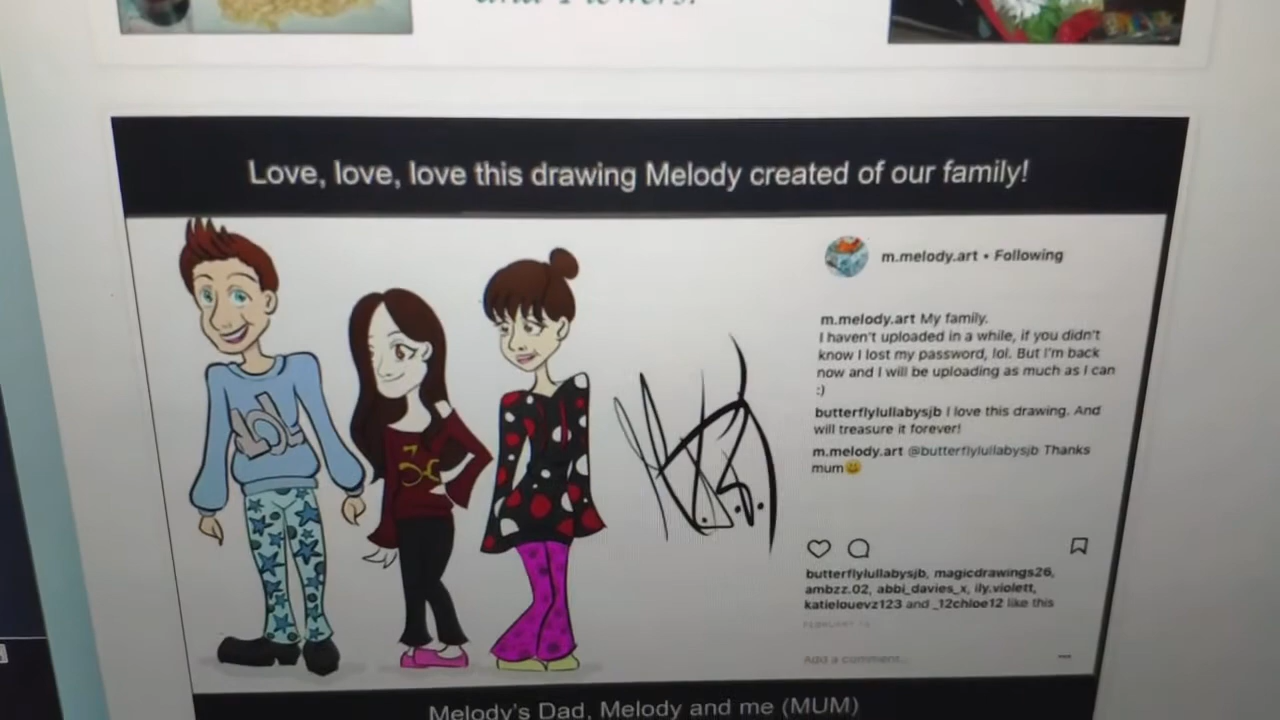 and Flowers!
Love, love, love this drawing Melody created of our family!
m.melody.art • Following
m.melody.art My family.
I haven't uploaded in a while, if you didn't
know I lost my password, lol. But I'm back
now and I will be uploading as much as I can
:)
butterflylullabysjb I love this drawing. And
will treasure it forever!
m.melody.art @butterflylullabysjb Thanks
mum😀
butterflylullabysjb, magicdrawings26,
ambzz.02, abbi_davies_x, ily.violett,
katielouevz123 and _12chloe12 like this
FEBRUARY
Add a comment...
Melody's Dad, Melody and me (MUM)